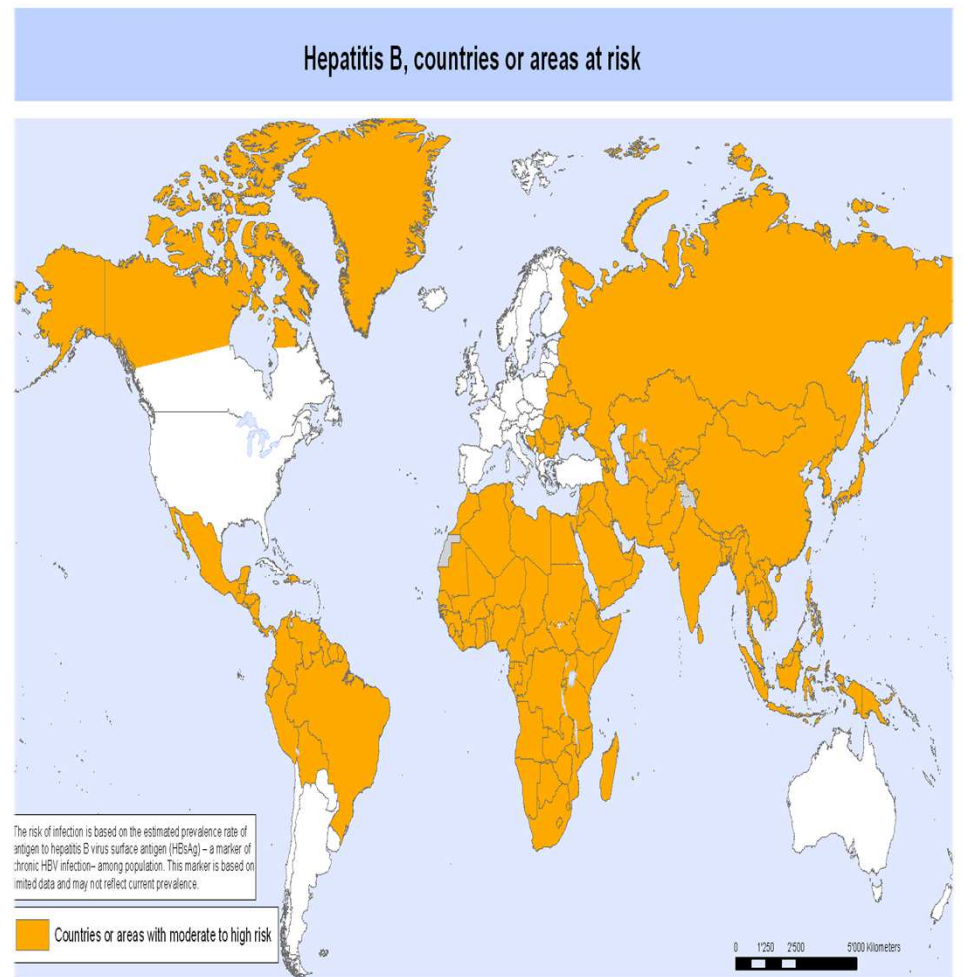 Hepatitis B, countries or areas at risk
The risk of infection is based on the estimated prevalence rate of
antigen to hepatitis B virus surface antigen (HBsAg) – a marker of
chronic HBV infection– among population. This marker is based on
limited data and may not reflect current prevalence.
Countries or areas with moderate to high risk
0 1'250 2'500 5'000 Kilometers